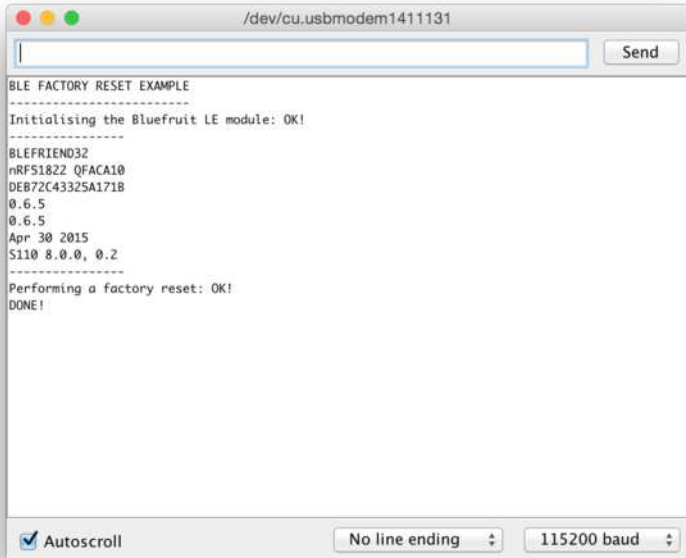 /dev/cu.usbmodem1411131
Send
BLE FACTORY RESET EXAMPLE
-------------------------
Initialising the Bluefruit LE module: OK!
----------------
BLEFRIEND32
nRF51822 QFACA10
DEB72C43325A171B
0.6.5
0.6.5
Apr 30 2015
S110 8.0.0, 0.2
----------------
Performing a factory reset: OK!
DONE!
Autoscroll
No line ending
115200 baud